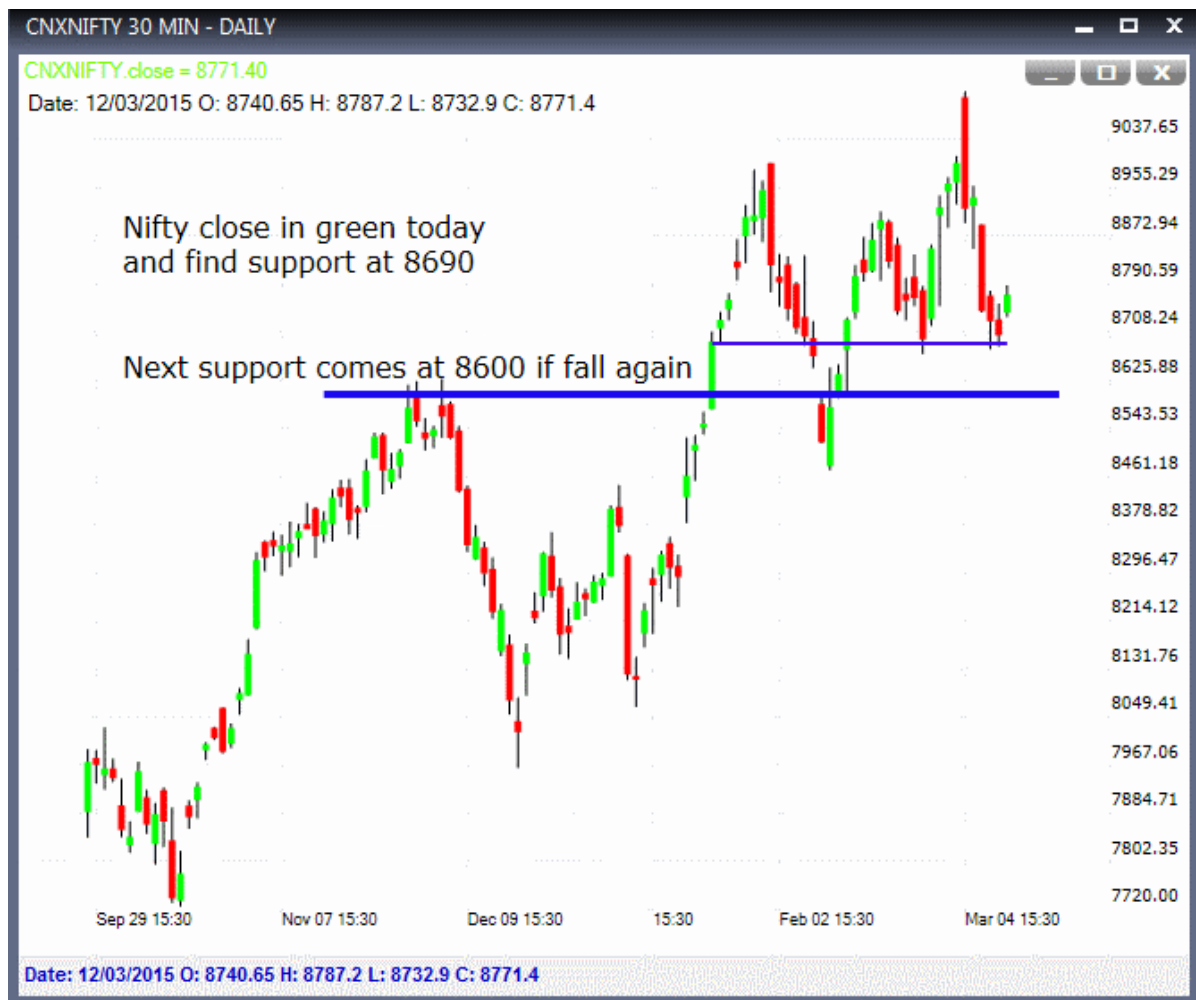 CNXNIFTY 30 MIN - DAILY
CNXNIFTY.close = 8771.40
Date: 12/03/2015 O: 8740.65 H: 8787.2 L: 8732.9 C: 8771.4
9037.65
8955.29
Nifty close in green today
8872.94
and find support at 8690
8790.59
8708.24
Next support comes at 8600 if fall again
8625.88
8543.53
8461.18
8378.82
8296.47
8214.12
8131.76
8049.41
7967.06
7884.71
7802.35
7720.00
Sep 29 15:30 Nov 07 15:30 Dec 09 15:30 15:30 Feb 02 15:30 Mar 04 15:30
Date: 12/03/2015 O: 8740.65 H: 8787.2 L: 8732.9 C: 8771.4